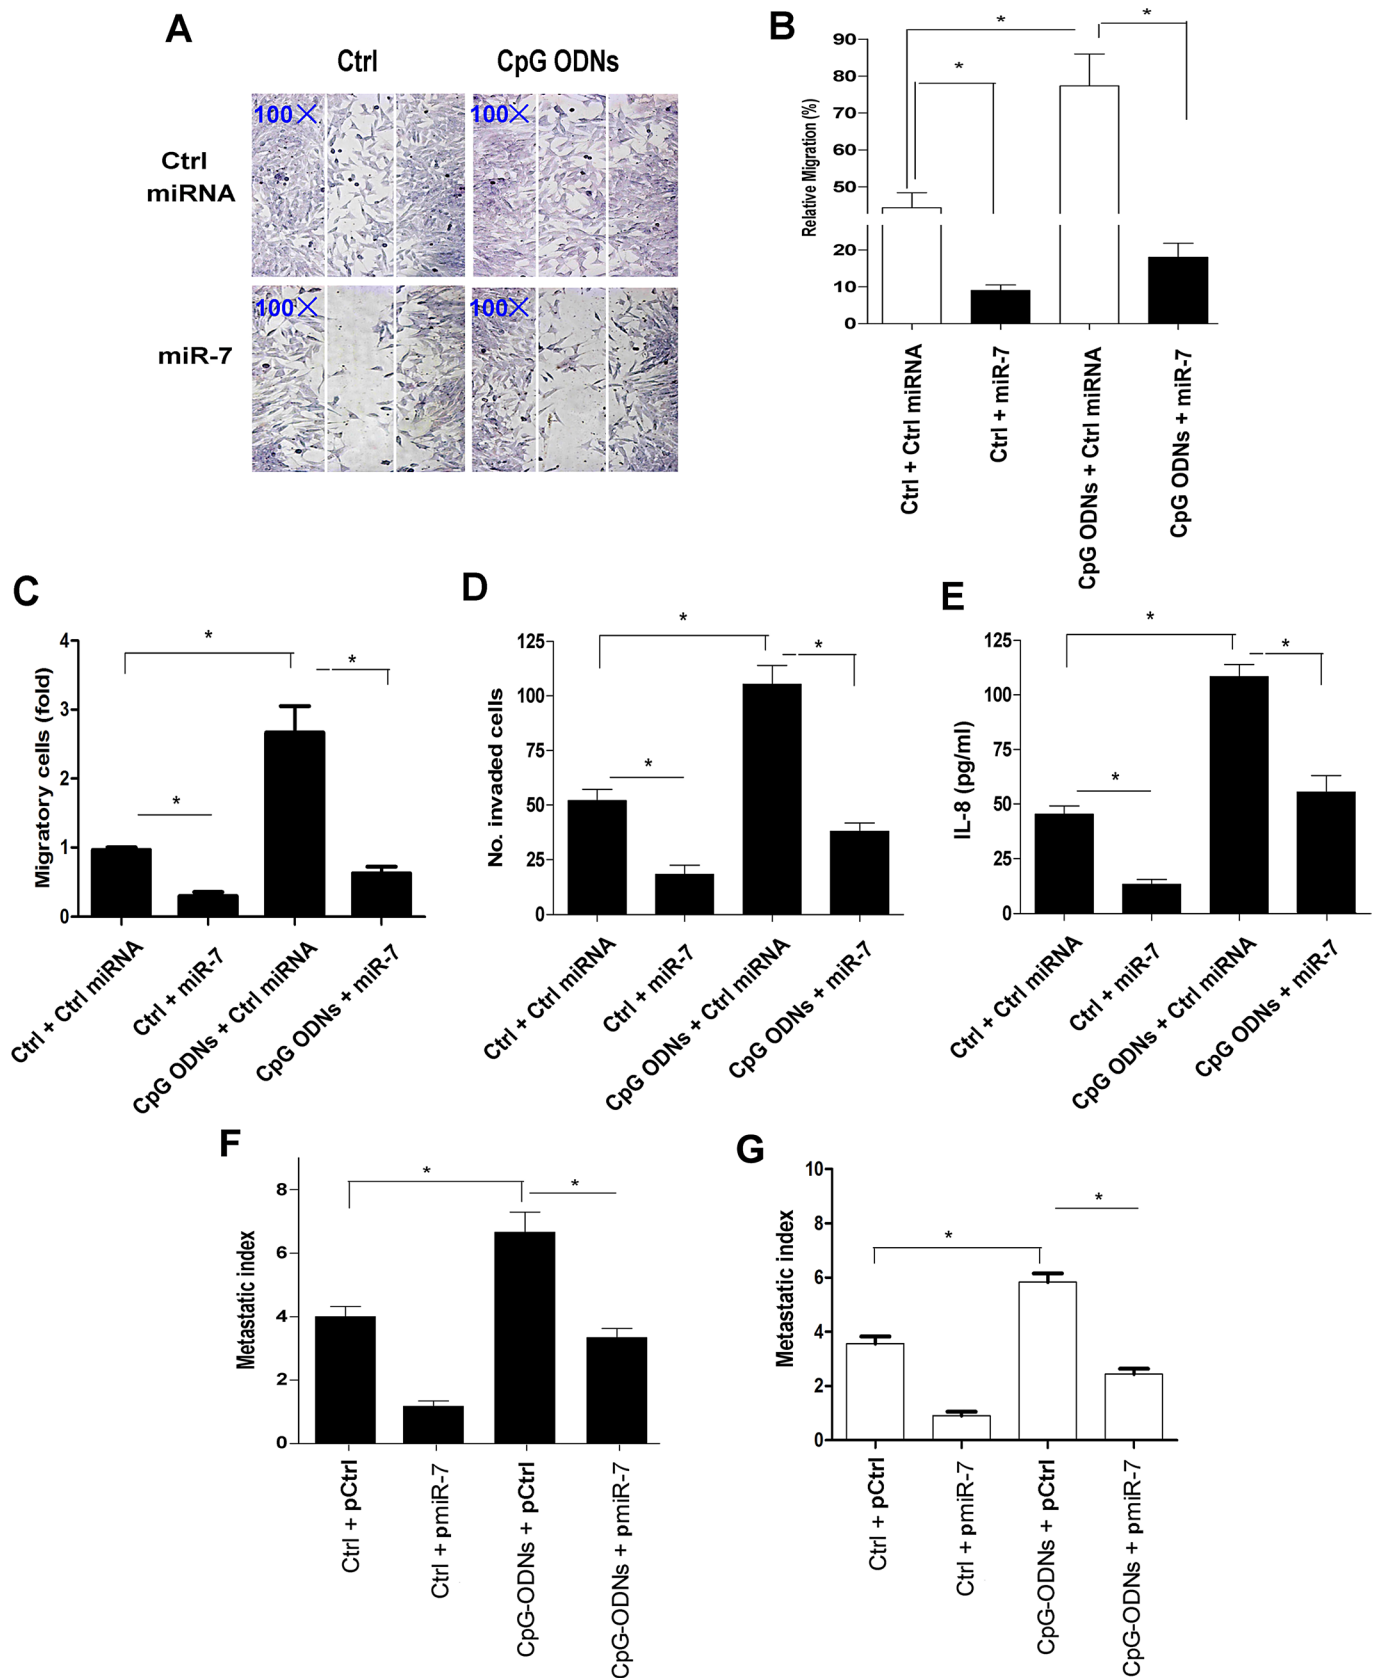 A
Ctrl
CpG ODNs
Ctrl
miRNA
miR-7
100×
100×
100×
100×
B
Relative Migration (%)
90
80
70
60
50
20
10
0
*
*
*
Ctrl + Ctrl miRNA
Ctrl + miR-7
CpG ODNs + Ctrl miRNA
CpG ODNs + miR-7
C
Migratory cells (fold)
4
3
2
1
0
*
*
*
Ctrl + Ctrl miRNA
Ctrl + miR-7
CpG ODNs + Ctrl miRNA
CpG ODNs + miR-7
D
No. invaded cells
125
100
75
50
25
0
*
*
*
Ctrl + Ctrl miRNA
Ctrl + miR-7
CpG ODNs + Ctrl miRNA
CpG ODNs + miR-7
E
IL-8 (pg/ml)
125
100
75
50
25
0
*
*
*
Ctrl + Ctrl miRNA
Ctrl + miR-7
CpG ODNs + Ctrl miRNA
CpG ODNs + miR-7
F
Metastatic index
8
6
4
2
0
*
*
Ctrl + pCtrl
Ctrl + pmiR-7
CpG-ODNs + pCtrl
CpG-ODNs + pmiR-7
G
Metastatic index
10
8
6
4
2
0
*
*
Ctrl + pCtrl
Ctrl + pmiR-7
CpG-ODNs + pCtrl
CpG-ODNs + pmiR-7